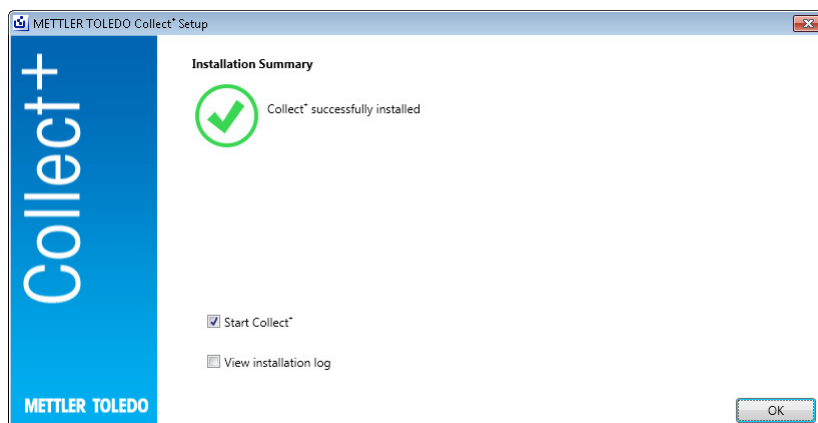 METTLER TOLEDO Collect⁺ Setup
Installation Summary
Collect⁺ successfully installed
Collect+
Start Collect⁺
View installation log
METTLER TOLEDO
OK